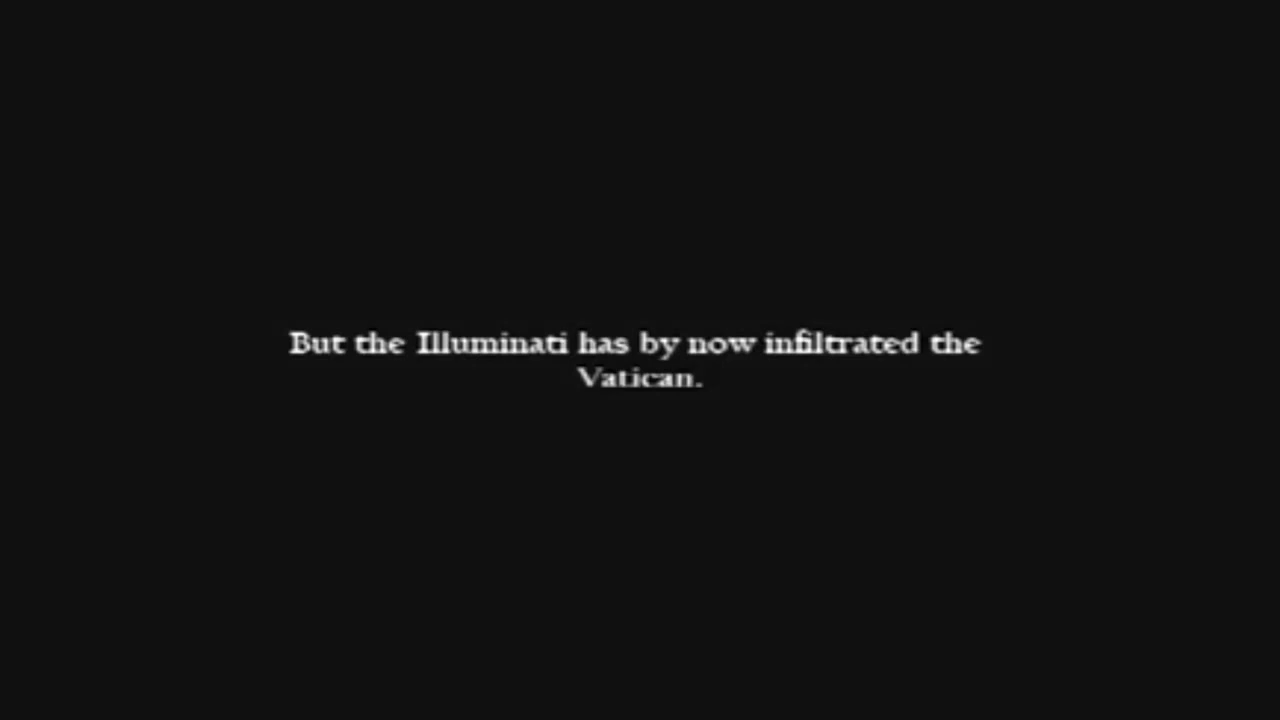 But the Illuminati has by now infiltrated the
Vatican.